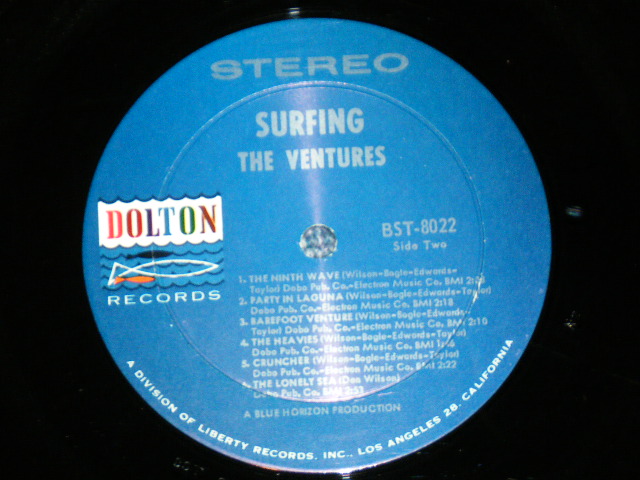 STEREO
SURFING
THE VENTURES
DOLTON
RECORDS
BST-8022
Side Two
1. THE NINTH WAVE (Wilson-Bogle-Edwards-
Taylor) Dobo Pub. Co.-Electron Music Co. BMI
2. PARTY IN LAGUNA (Wilson-Bogle-Edwards-Taylor)
Dobo Pub. Co.-Electron Music Co. BMI 2:18
3. BAREFOOT VENTURE (Wilson-Bogle-Edwards-
Taylor) Dobo Pub. Co.-Electron Music Co. BMI 2:10
4. THE HEAVIES (Wilson-Bogle-Edwards-Taylor)
Dobo Pub. Co.-Electron Music Co. BMI
5. CRUNCHER (Wilson-Bogle-Edwards-Taylor)
Dobo Pub. Co.-Electron Music Co. BMI 2:22
6. THE LONELY SEA (Don Wilson)
Dobo Pub. Co. BMI
A BLUE HORIZON PRODUCTION
A DIVISION OF LIBERTY RECORDS, INC., LOS ANGELES 28, CALIFORNIA